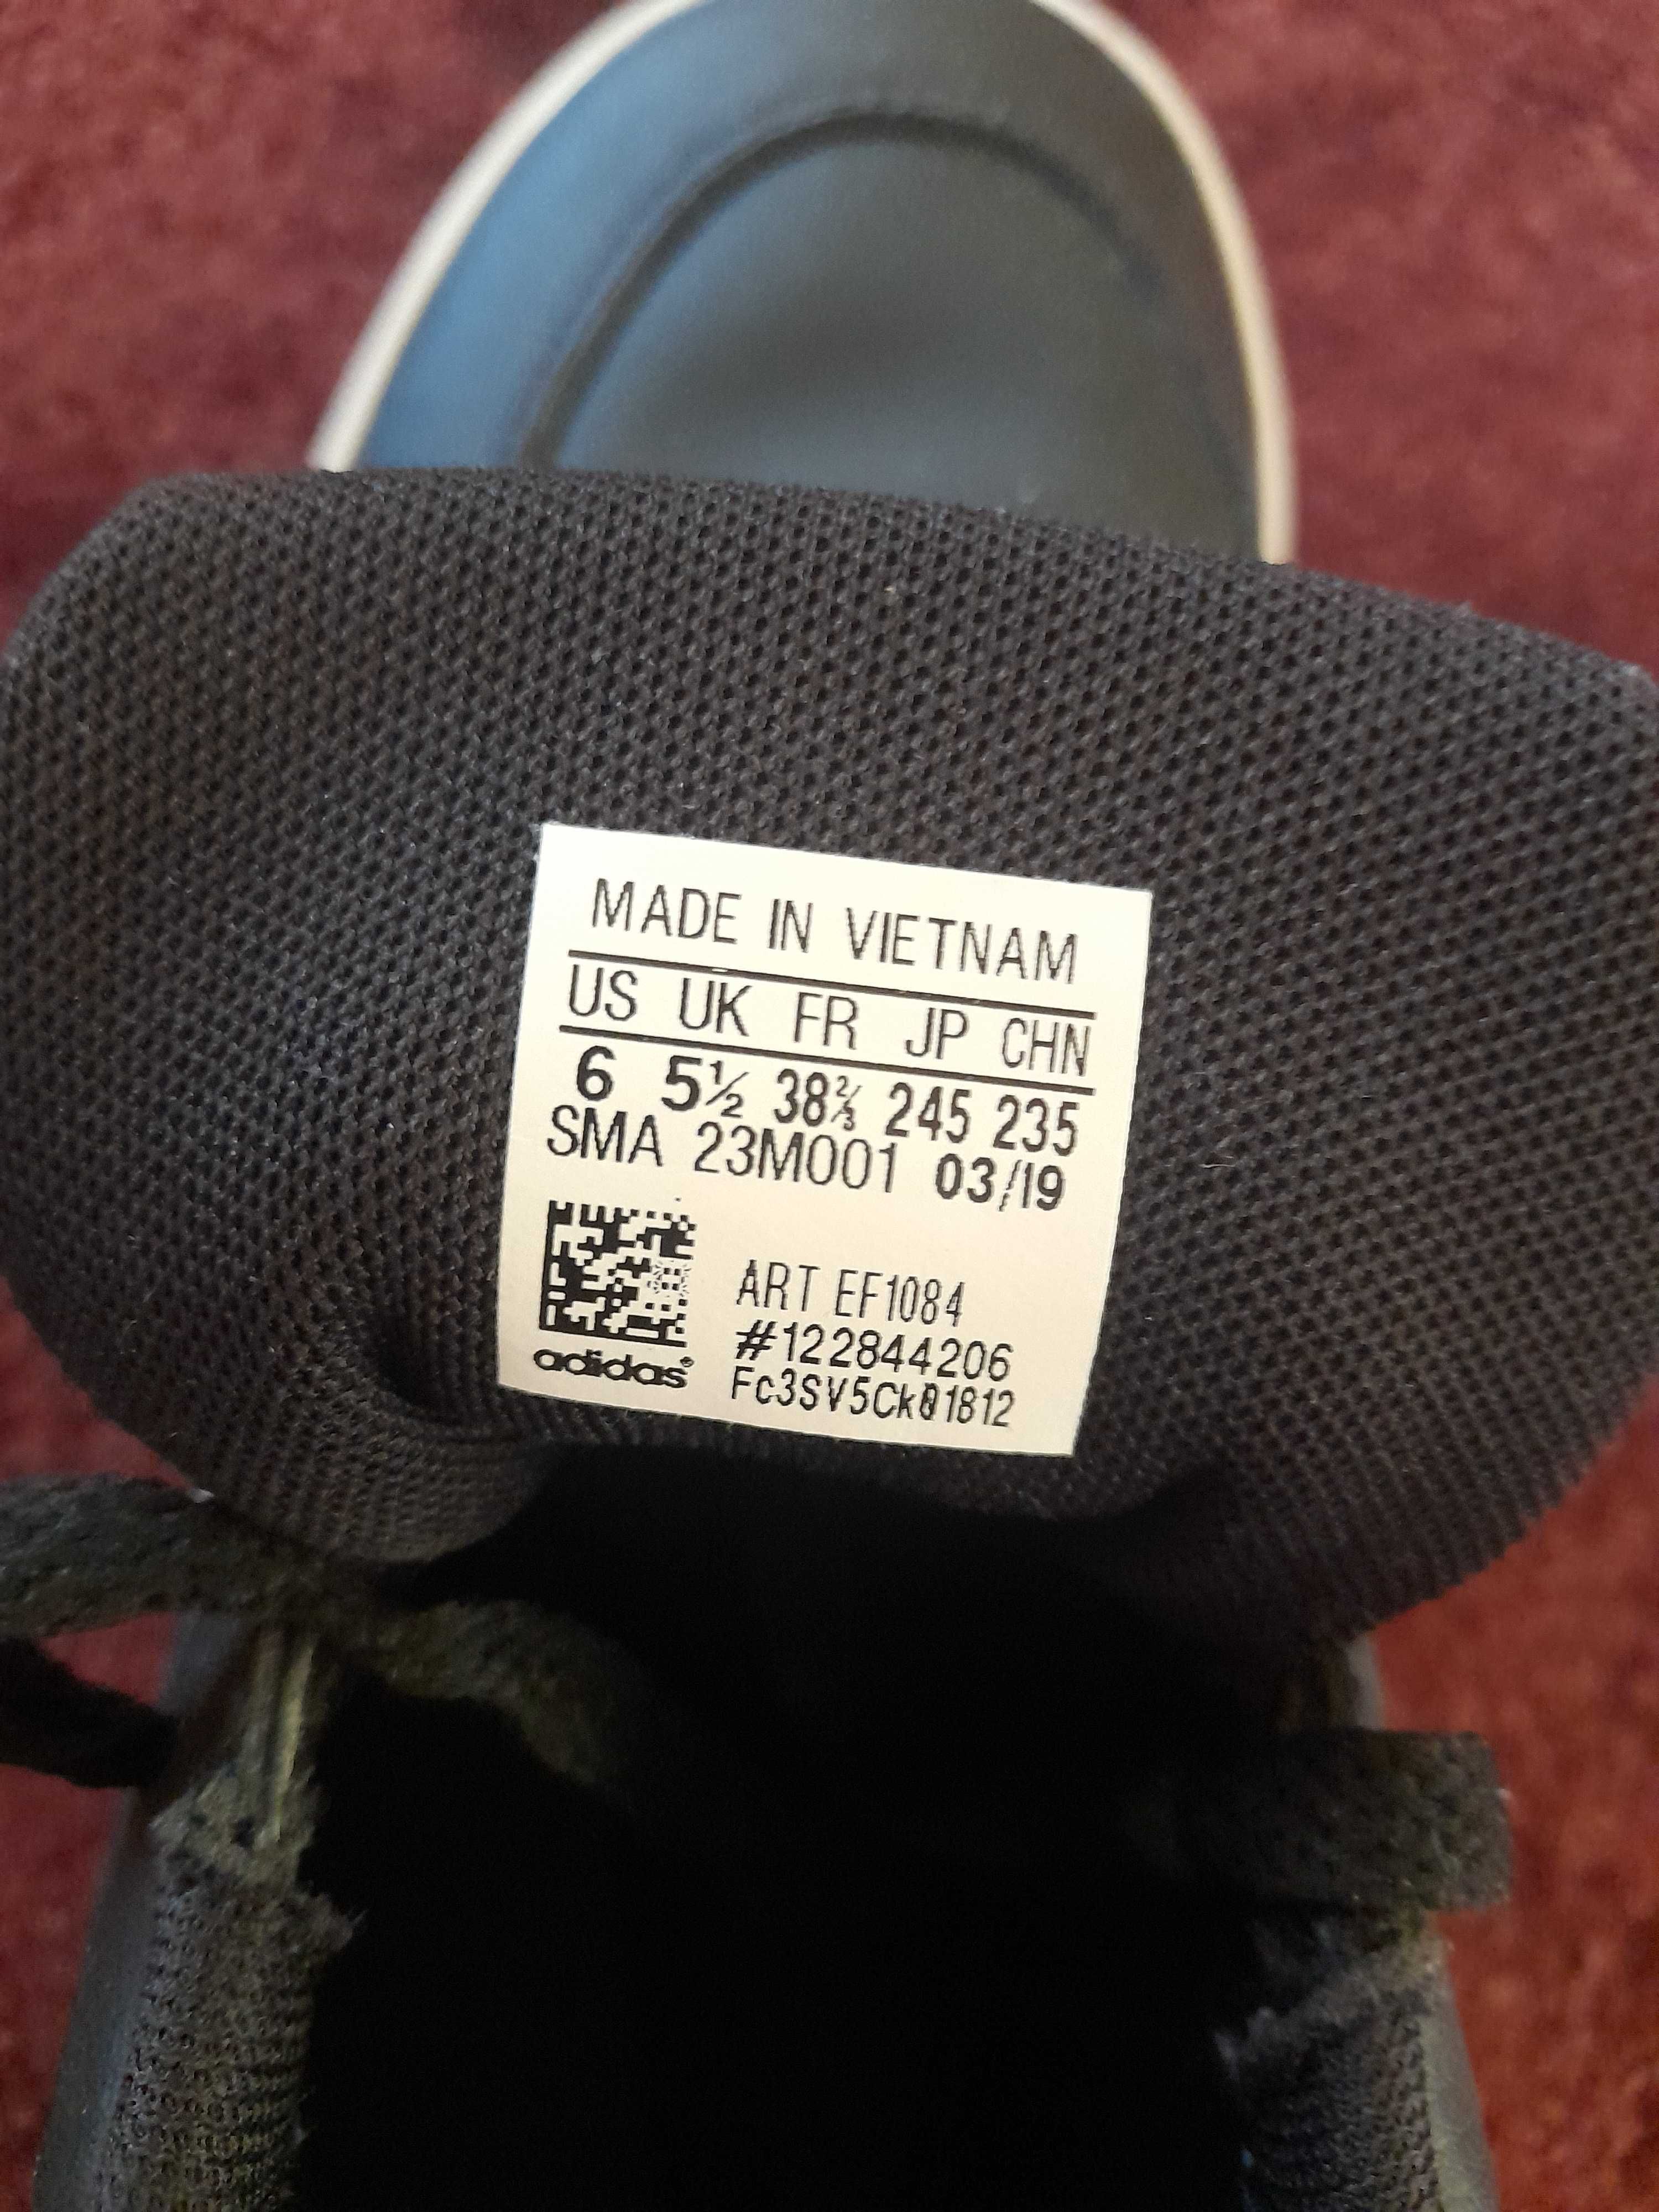 MADE IN VIETNAM
US UK FR JP CHN
6 5½ 38⅔ 245 235
SMA 23M001 03/19
ART EF1084
#122844206
adidas®